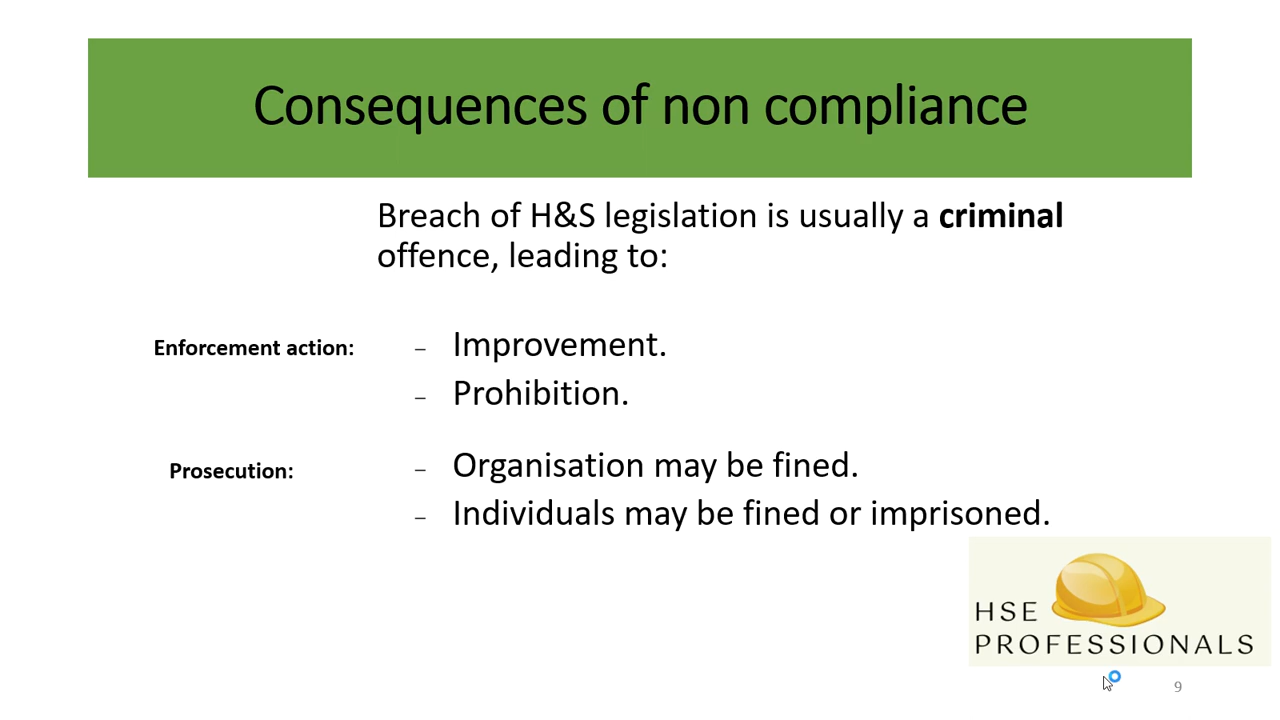 Consequences of non compliance
Breach of H&S legislation is usually a criminal
offence, leading to:
Enforcement action: – Improvement.
– Prohibition.
Prosecution: – Organisation may be fined.
– Individuals may be fined or imprisoned.
HSE
PROFESSIONALS
9